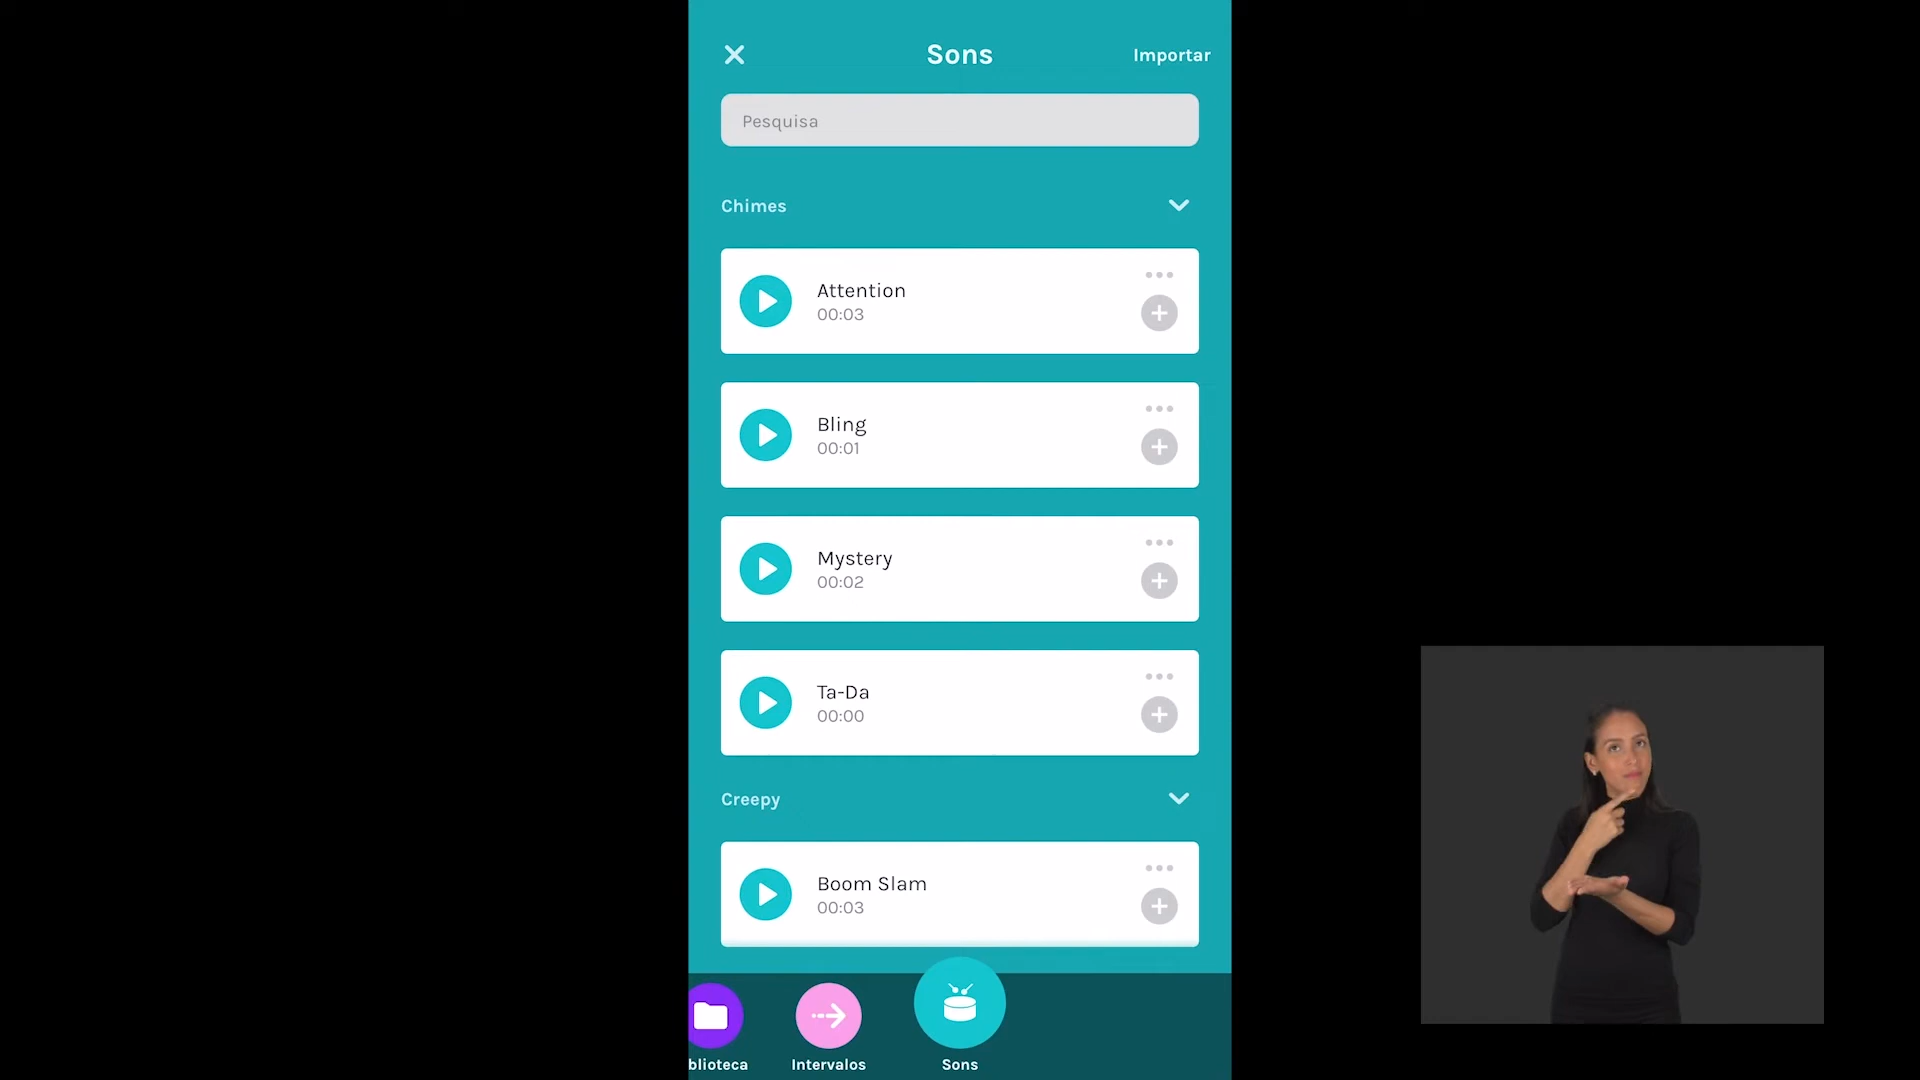 Sons
Importar
Pesquisa
Chimes
Attention
00:03
Bling
00:01
Mystery
00:02
Ta-Da
00:00
Creepy
Boom Slam
00:03
blioteca
Intervalos
Sons